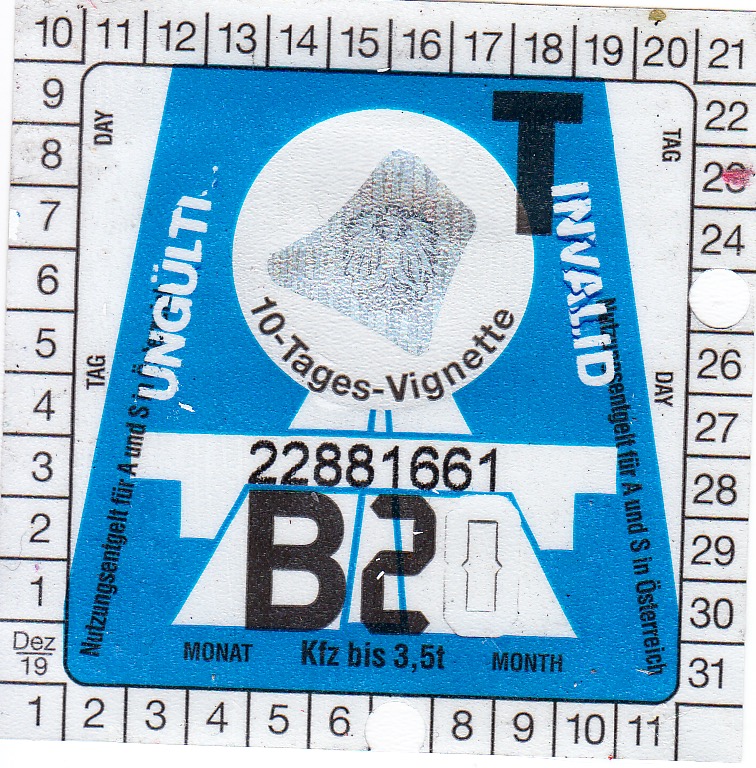 10 11 12 13 14 15 16 17 18 19 20 21
9 22
8
7 24
6
5 26
4 27
3 28
2 29
1 30
Dez
19 31
1 2 3 4 5 6 8 9 10 11
DAY
TAG
TAG
DAY
T
UNGÜLTI
INVALID
10-Tages-Vignette
Nutzungsentgelt für A und S in
Nutzungsentgelt für A und S in Österreich
22881661
B2
MONAT Kfz bis 3,5t MONTH